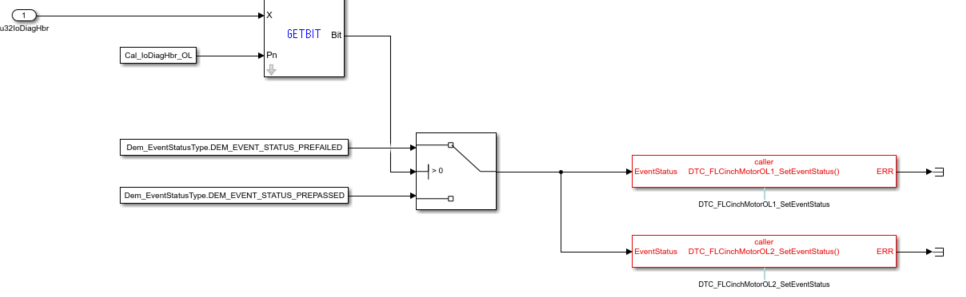 1
u32IoDiagHbr
X
GETBIT
Bit
Cal_IoDiagHbr_OL
Pn
Dem_EventStatusType.DEM_EVENT_STATUS_PREFAILED
> 0
Dem_EventStatusType.DEM_EVENT_STATUS_PREPASSED
caller
EventStatus DTC_FLCinchMotorOL1_SetEventStatus() ERR
DTC_FLCinchMotorOL1_SetEventStatus
caller
EventStatus DTC_FLCinchMotorOL2_SetEventStatus() ERR
DTC_FLCinchMotorOL2_SetEventStatus